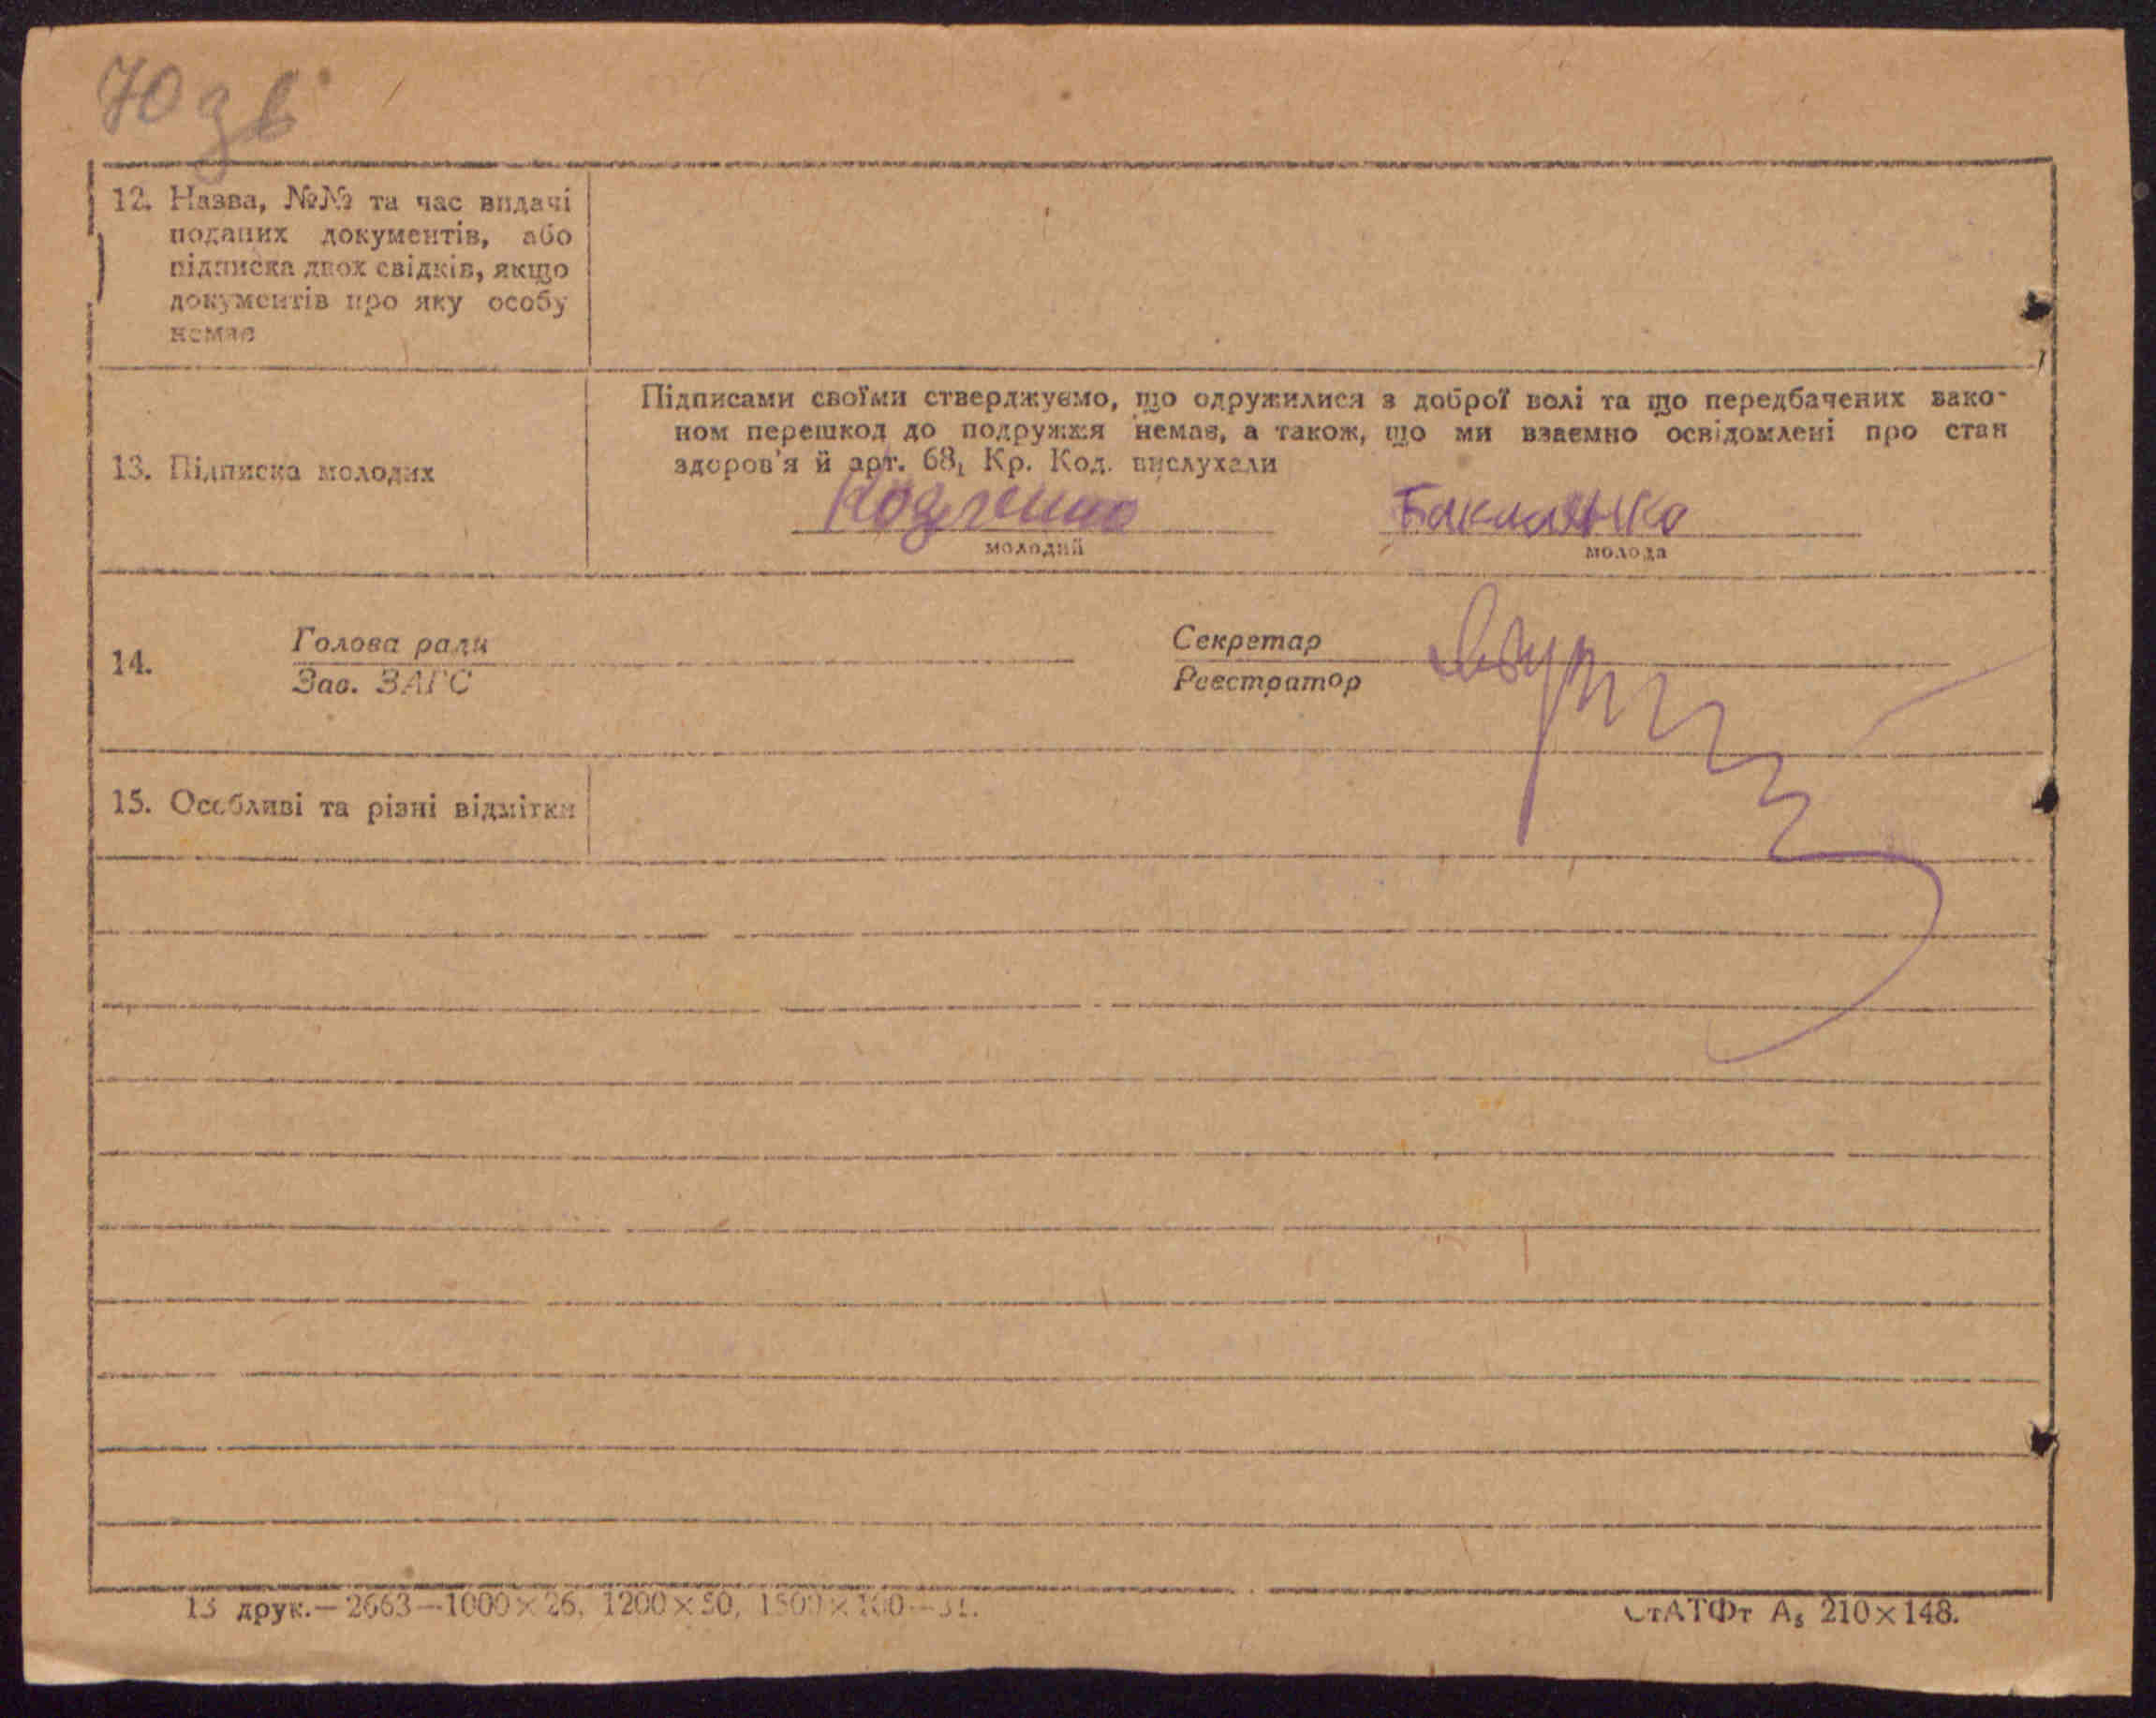 70 зв
12. Назва, №№ та час видачі
поданих документів, або
підписка двох свідків, якщо
документів про яку особу
немає
13. Підписка молодих
Підписами своїми стверджуємо, що одружилися з доброї волі та що передбачених зако-
ном перешкод до подружжя немає, а також, що ми взаємно освідомлені про стан
здоров'я й арт. 68₁ Кр. Код. вислухали
молодий
молода
14.
Голова ради
Зав. ЗАГС
Секретар
Реєстратор
15. Особливі та різні відмітки
13 друк.—2663—1000×26, 1200×50, 1500×100—31.
СтАТФт А₅ 210×148.